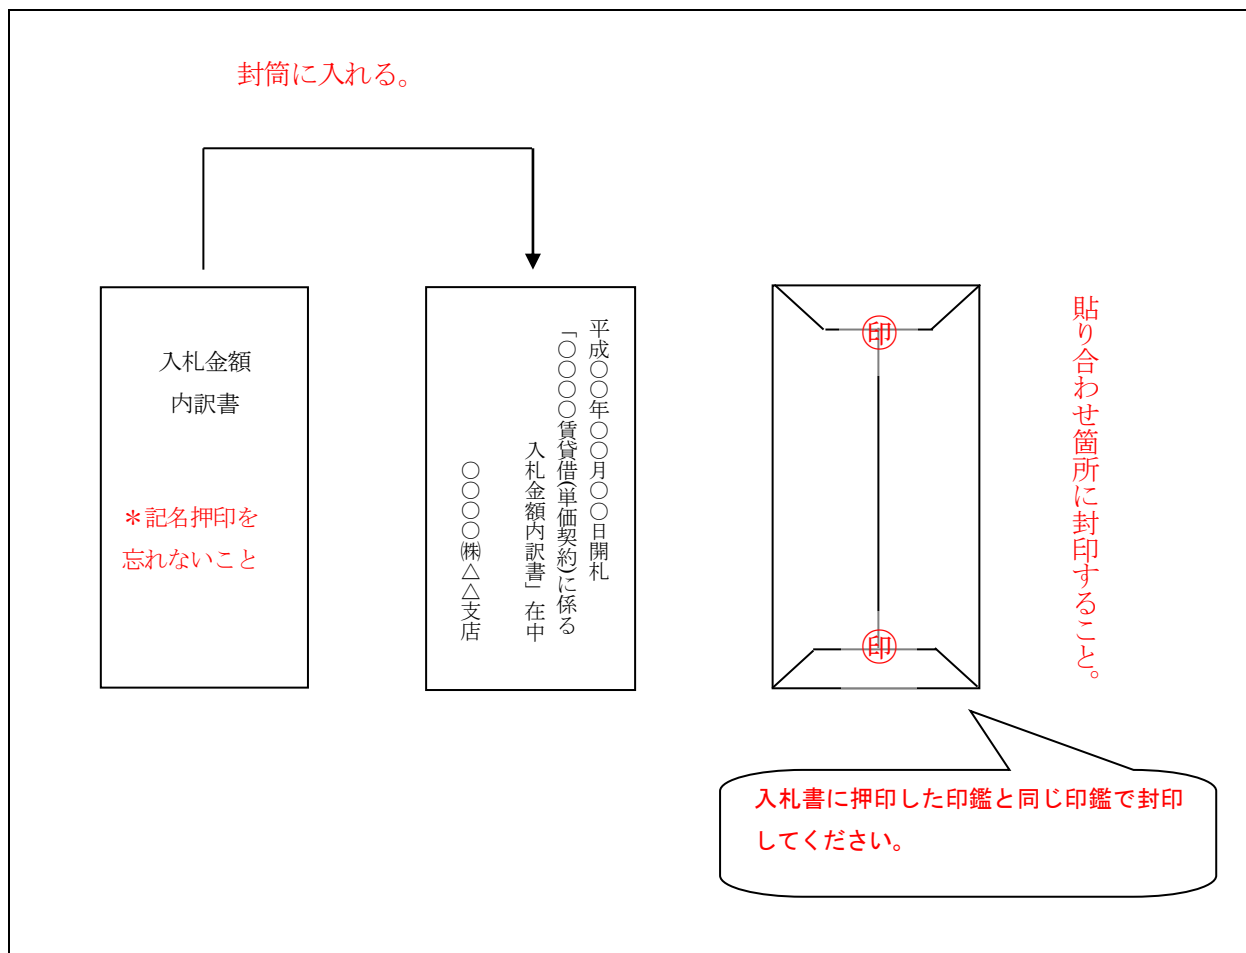 封筒に入れる。
入札金額
内訳書
＊記名押印を
忘れないこと
平成〇〇年〇〇月〇〇日開札
「〇〇〇〇賃貸借(単価契約)に係る
入札金額内訳書」在中
〇〇〇〇㈱△△支店
印
印
貼り合わせ箇所に封印すること。
入札書に押印した印鑑と同じ印鑑で封印
してください。